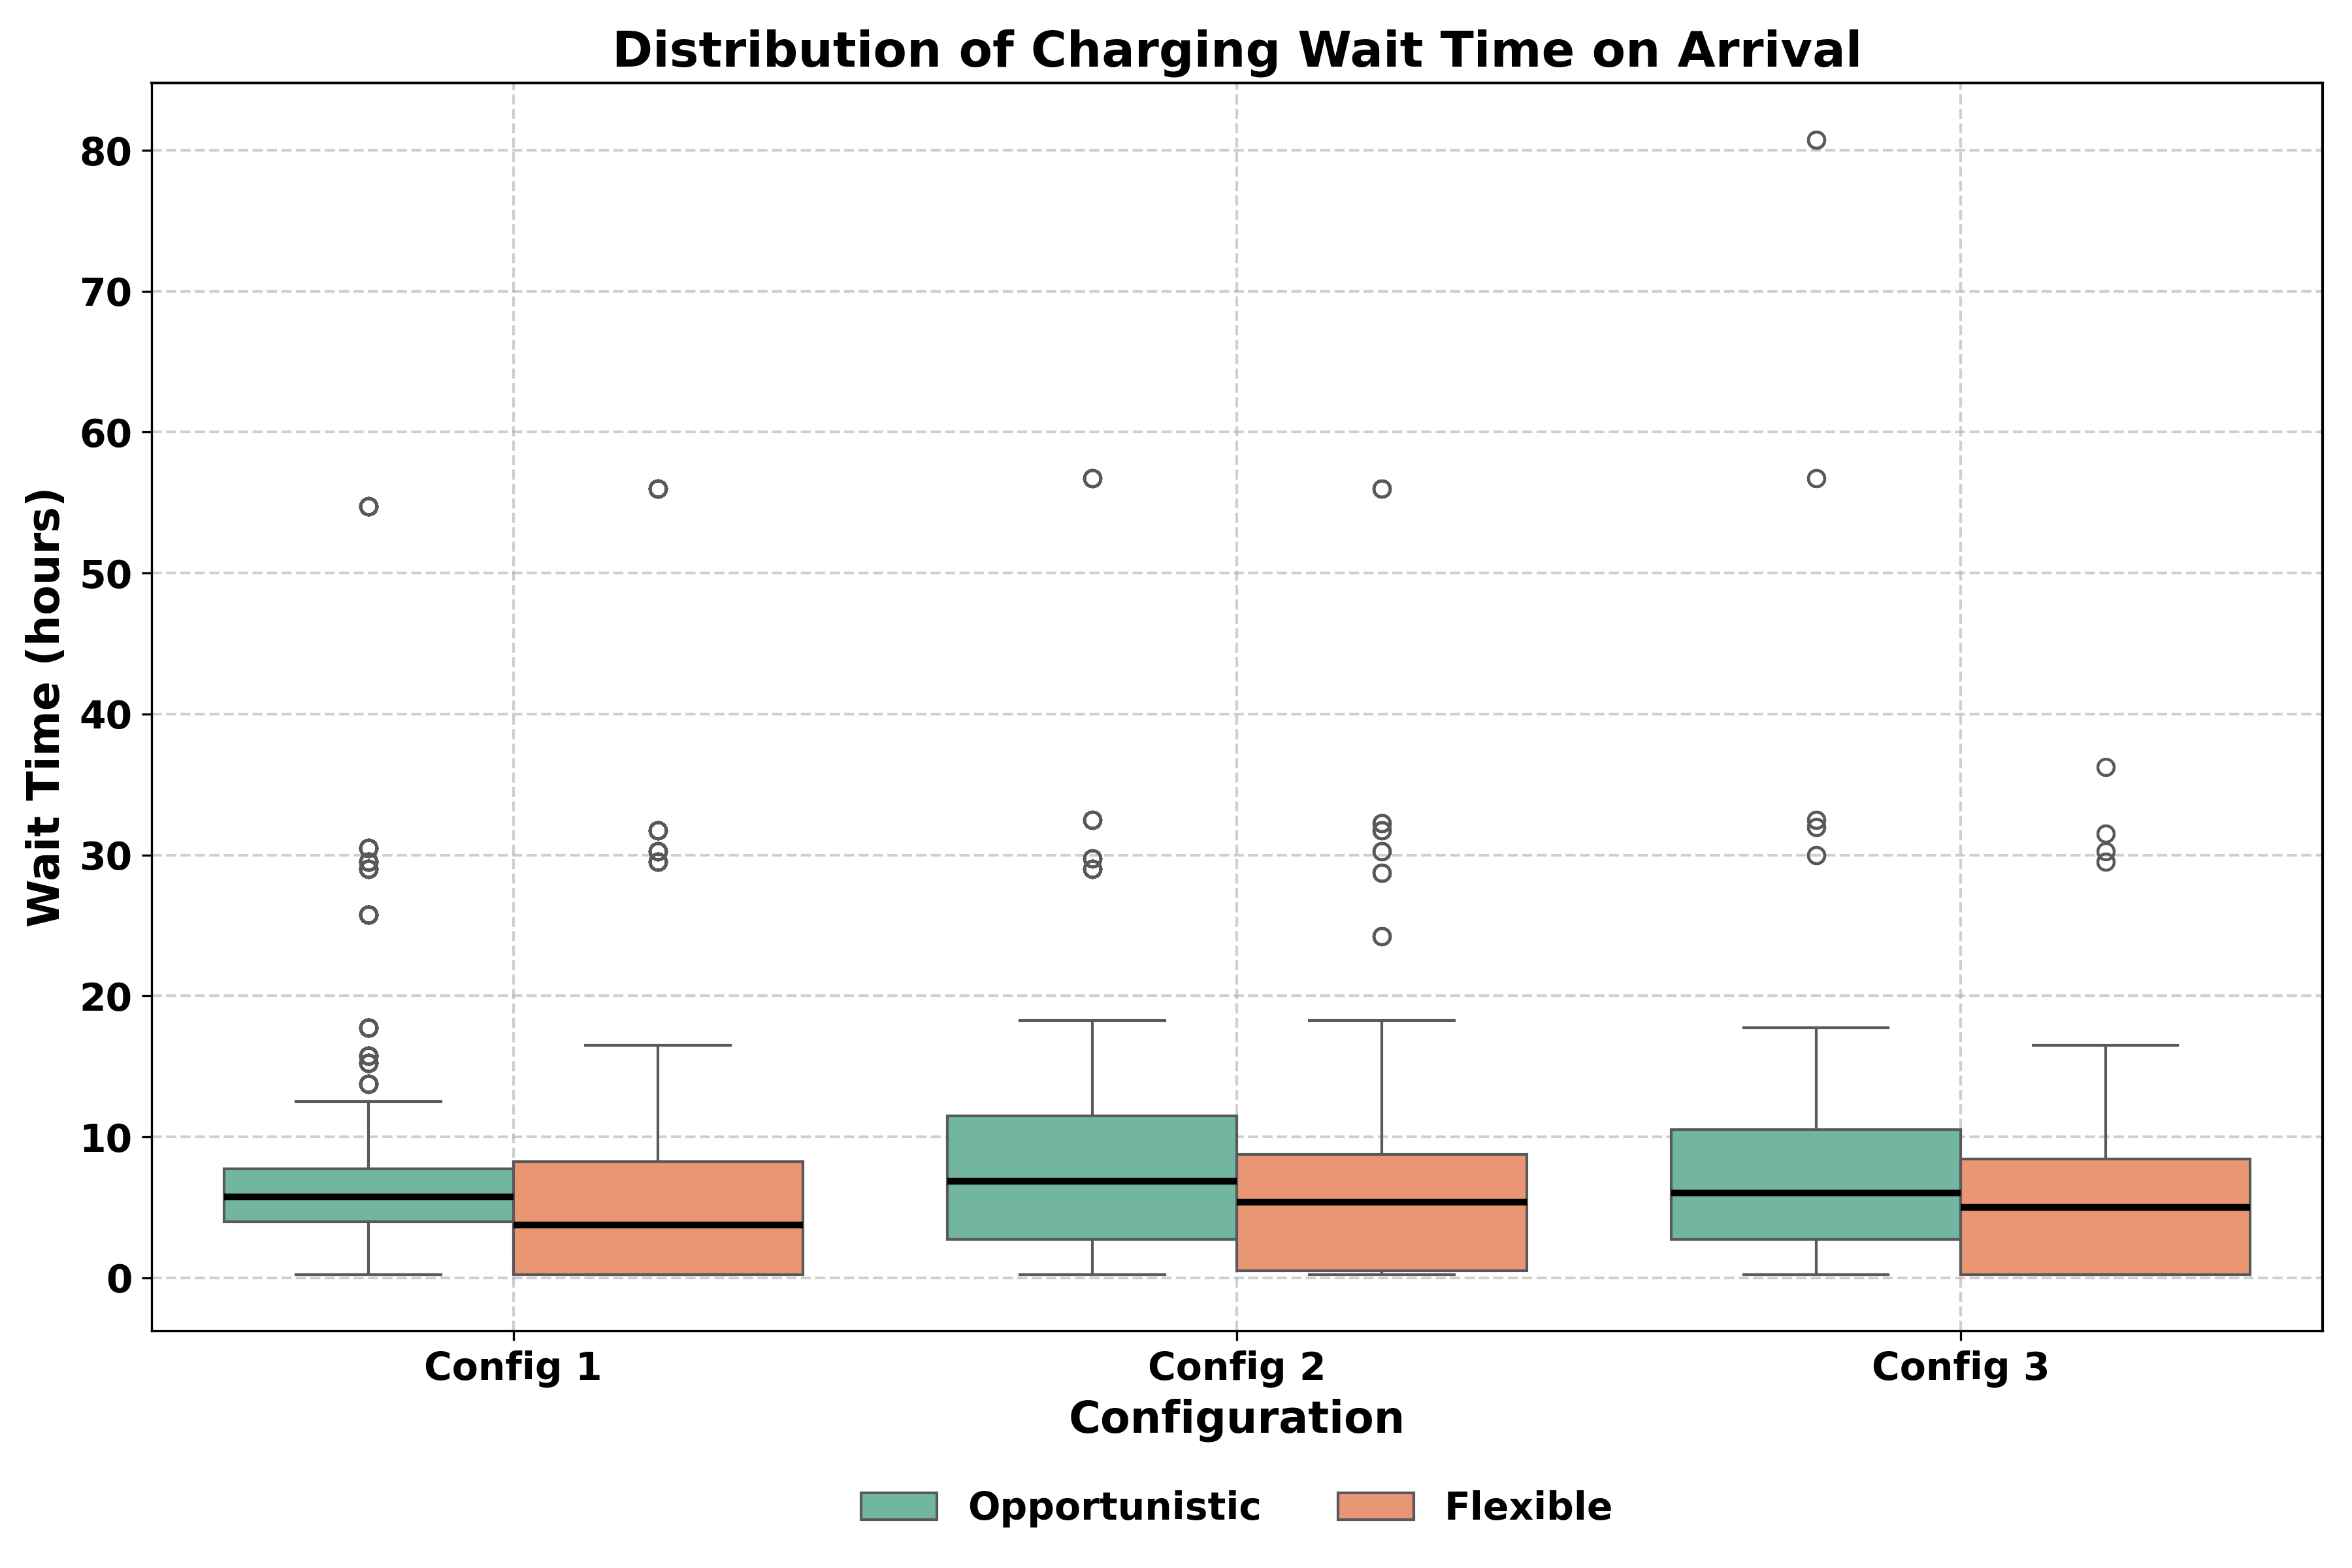 Distribution of Charging Wait Time on Arrival
Wait Time (hours)
80
70
60
50
40
30
20
10
0
Config 1
Config 2
Config 3
Configuration
Opportunistic
Flexible